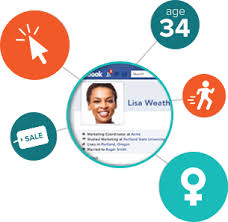 age
34
book
Search
Lisa Weath
SALE
Marketing Coordinator at Acme
Studied Marketing at Portland State University
Lives in Portland, Oregon
Married to Roger Smith